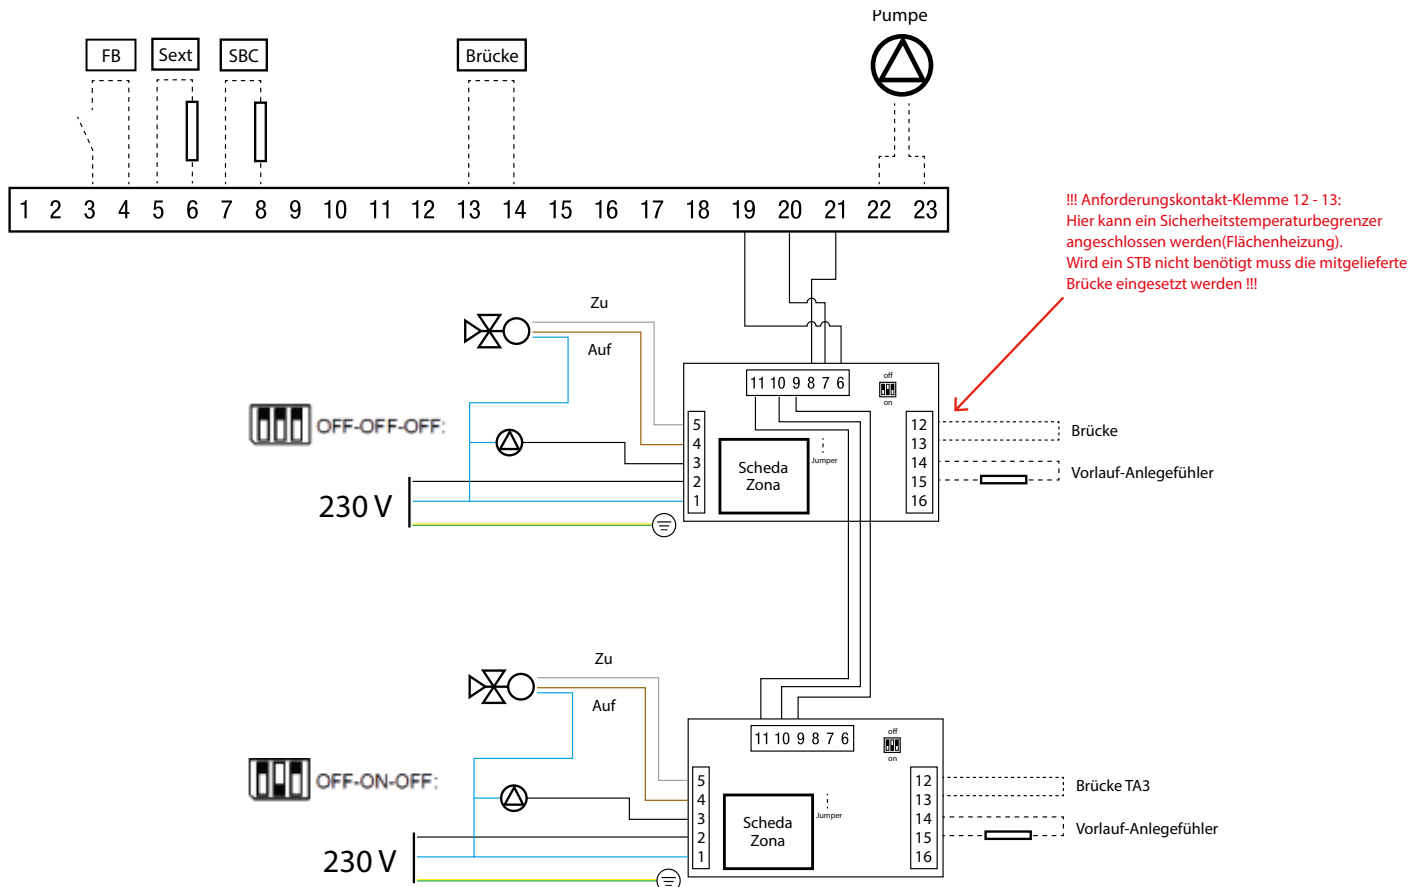 Pumpe
FB
Sext
SBC
Brücke
1 2 3 4 5 6 7 8 9 10 11 12 13 14 15 16 17 18 19 20 21 22 23
!!! Anforderungskontakt-Klemme 12 - 13:
Hier kann ein Sicherheitstemperaturbegrenzer
angeschlossen werden(Flächenheizung).
Wird ein STB nicht benötigt muss die mitgelieferte
Brücke eingesetzt werden !!!
Zu
Auf
11 10 9 8 7 6
off
on
OFF-OFF-OFF:
5
4
3
2
1
Scheda
Zona
Jumper
12
13
14
15
16
Brücke
Vorlauf-Anlegefühler
230 V
Zu
Auf
11 10 9 8 7 6
off
on
OFF-ON-OFF:
5
4
3
2
1
Scheda
Zona
Jumper
12
13
14
15
16
Brücke TA3
Vorlauf-Anlegefühler
230 V